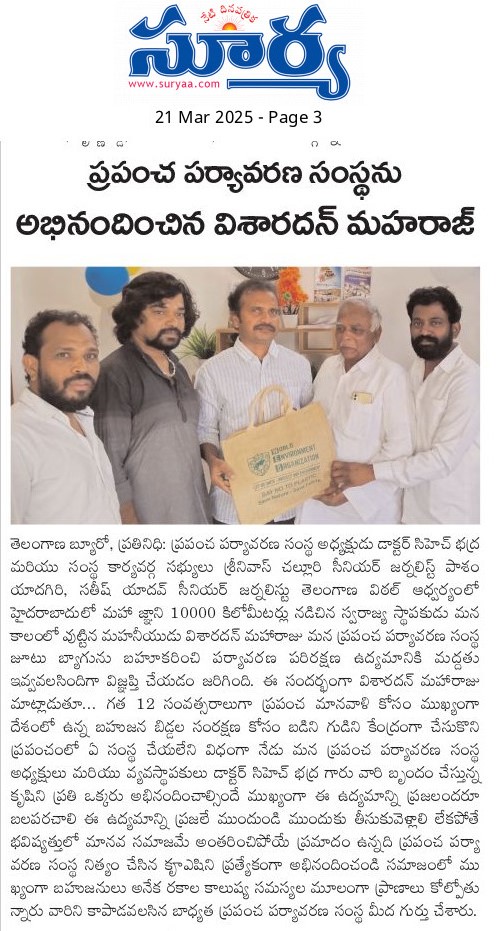 నేటి దినపత్రిక
సూర్య
www.suryaa.com
21 Mar 2025 - Page 3
ప్రపంచ పర్యావరణ సంస్థను
అభినందించిన విశారదన్ మహరాజ్
WORLD
ENVIRONMENT
ORGANIZATION
SAY NO TO PLASTIC
తెలంగాణ బ్యూరో, ప్రతినిధి: ప్రపంచ పర్యావరణ సంస్థ అధ్యక్షుడు డాక్టర్ సిహెచ్ భద్ర
మరియు సంస్థ కార్యవర్గ సభ్యులు శ్రీనివాస్ చల్లూరి సీనియర్ జర్నలిస్ట్ పాశం
యాదగిరి, సతీష్ యాదవ్ సీనియర్ జర్నలిస్టు తెలంగాణ విఠల్ ఆధ్వర్యంలో
హైదరాబాదులో మహా జ్ఞాని 10000 కిలోమీటర్లు నడిచిన స్వరాజ్య స్థాపకుడు మన
కాలంలో వుట్టిన మహనీయుడు విశారదన్ మహారాజు మన ప్రపంచ పర్యావరణ సంస్థ
జూటు బ్యాగును బహూకరించి పర్యావరణ పరిరక్షణ ఉద్యమానికి మద్దతు
ఇవ్వవలసిందిగా విజ్ఞప్తి చేయడం జరిగింది. ఈ సందర్భంగా విశారదన్ మహారాజు
మాట్లాడుతూ... గత 12 సంవత్సరాలుగా ప్రపంచ మానవాళి కోసం ముఖ్యంగా
దేశంలో ఉన్న బహుజన బిడ్డల సంరక్షణ కోసం బడిని గుడిని కేంద్రంగా చేసుకొని
ప్రపంచంలో ఏ సంస్థ చేయలేని విధంగా నేడు మన ప్రపంచ పర్యావరణ సంస్థ
అధ్యక్షులు మరియు వ్యవస్థాపకులు డాక్టర్ సిహెచ్ భద్ర గారు వారి బృందం చేస్తున్న
కృషిని ప్రతి ఒక్కరు అభినందించాల్సిందే ముఖ్యంగా ఈ ఉద్యమాన్ని ప్రజలందరూ
బలపరచాలి ఈ ఉద్యమాన్ని ప్రజలే ముందుండి ముందుకు తీసుకువెళ్లాలి లేకపోతే
భవిష్యత్తులో మానవ సమాజమే అంతరించిపోయే ప్రమాదం ఉన్నది ప్రపంచ పర్యా
వరణ సంస్థ నిత్యం చేసిన కృూఎషిని ప్రత్యేకంగా అభినందించండి సమాజంలో ము
ఖ్యంగా బహుజనులు అనేక రకాల కాలుష్య సమస్యల మూలంగా ప్రాణాలు కోల్పోతు
న్నారు వారిని కాపాడవలసిన బాధ్యత ప్రపంచ పర్యావరణ సంస్థ మీద గుర్తు చేశారు.